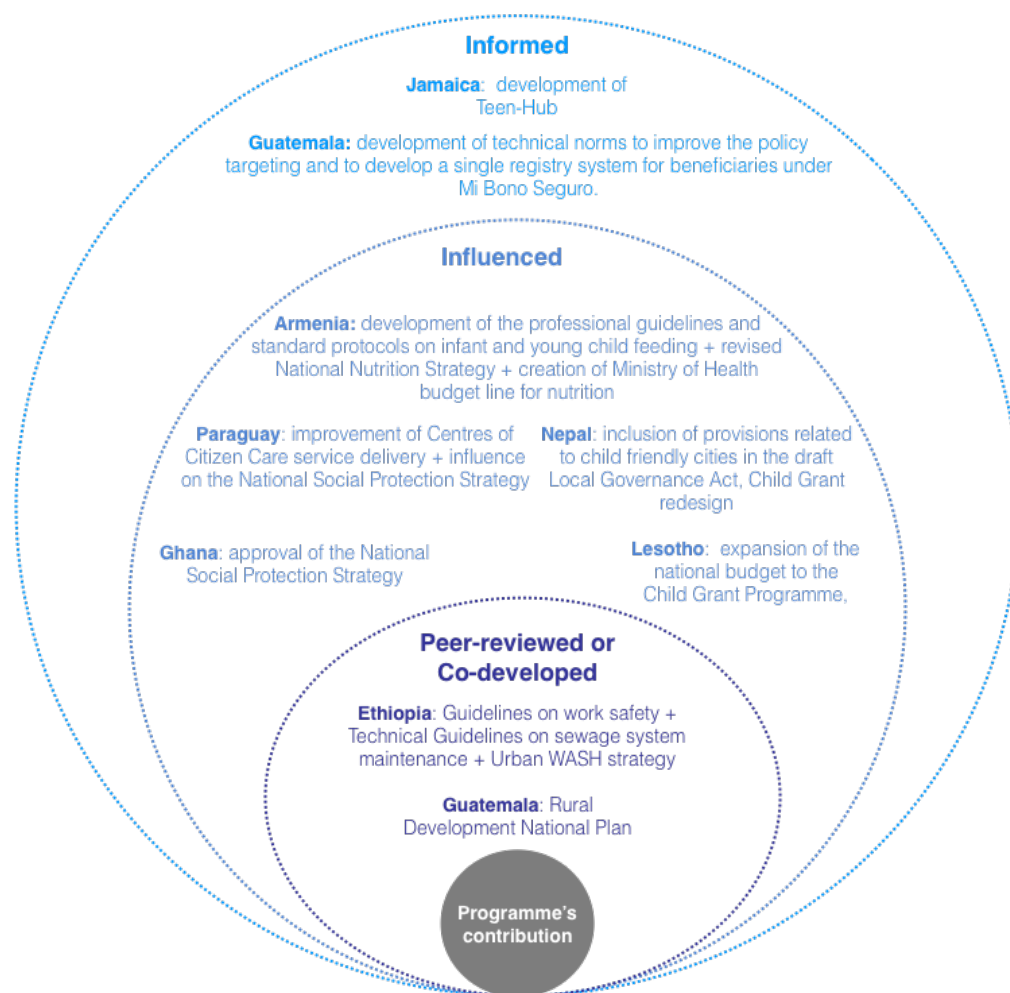 Informed
Jamaica:  development of
Teen-Hub
Guatemala: development of technical norms to improve the policy
targeting and to develop a single registry system for beneficiaries under
Mi Bono Seguro.
Influenced
Armenia: development of the professional guidelines and
standard protocols on infant and young child feeding + revised
National Nutrition Strategy + creation of Ministry of Health
budget line for nutrition
Paraguay: improvement of Centres of
Citizen Care service delivery + influence
on the National Social Protection Strategy
Nepal: inclusion of provisions related
to child friendly cities in the draft
Local Governance Act, Child Grant
redesign
Ghana: approval of the National
Social Protection Strategy
Lesotho:  expansion of the
national budget to the
Child Grant Programme,
Peer-reviewed or
Co-developed
Ethiopia: Guidelines on work safety +
Technical Guidelines on sewage system
maintenance + Urban WASH strategy
Guatemala: Rural
Development National Plan
Programme's
contribution